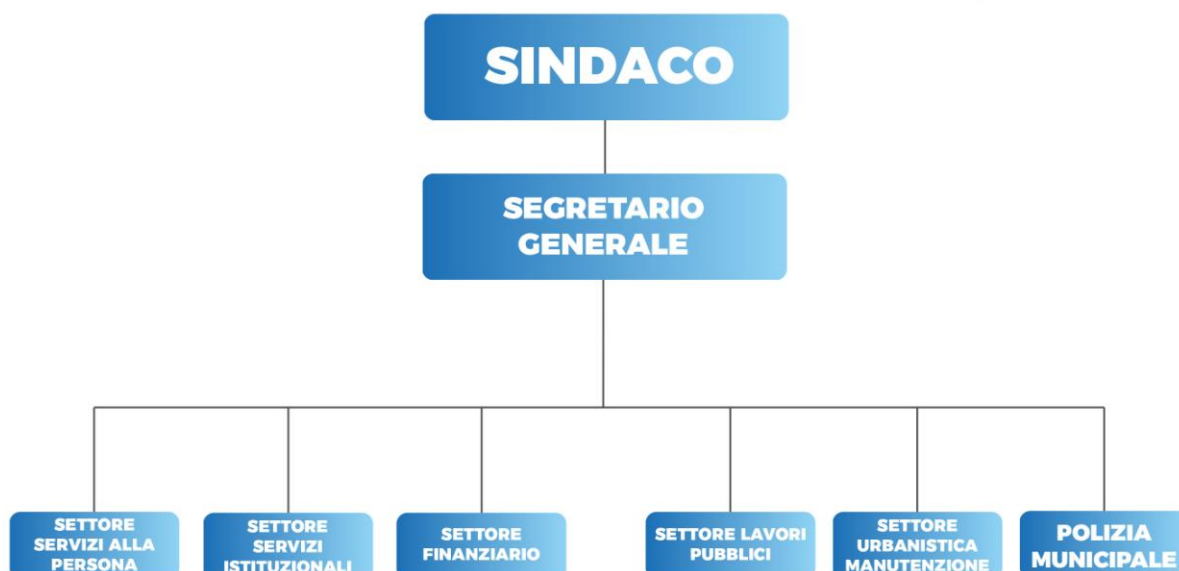 SINDACO
SEGRETARIO
GENERALE
SETTORE
SERVIZI ALLA
PERSONA
SETTORE
SERVIZI
ISTITUZIONALI
SETTORE
FINANZIARIO
SETTORE LAVORI
PUBBLICI
SETTORE
URBANISTICA
MANUTENZIONE
POLIZIA
MUNICIPALE